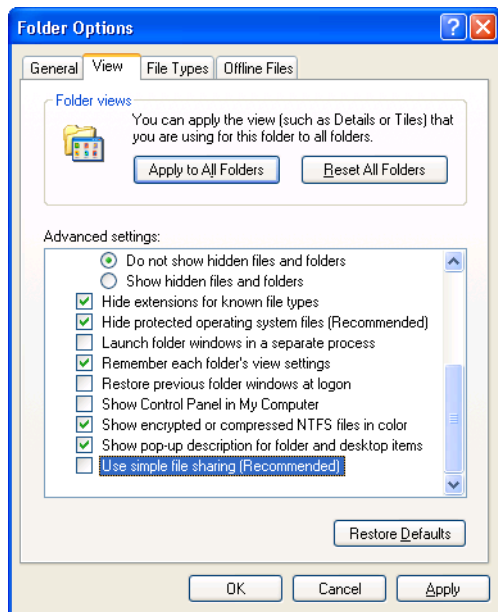 Folder Options
General View File Types Offline Files
Folder views
You can apply the view (such as Details or Tiles) that
you are using for this folder to all folders.
Apply to All Folders Reset All Folders
Advanced settings:
Do not show hidden files and folders
Show hidden files and folders
Hide extensions for known file types
Hide protected operating system files (Recommended)
Launch folder windows in a separate process
Remember each folder's view settings
Restore previous folder windows at logon
Show Control Panel in My Computer
Show encrypted or compressed NTFS files in color
Show pop-up description for folder and desktop items
Use simple file sharing (Recommended)
Restore Defaults
OK Cancel Apply